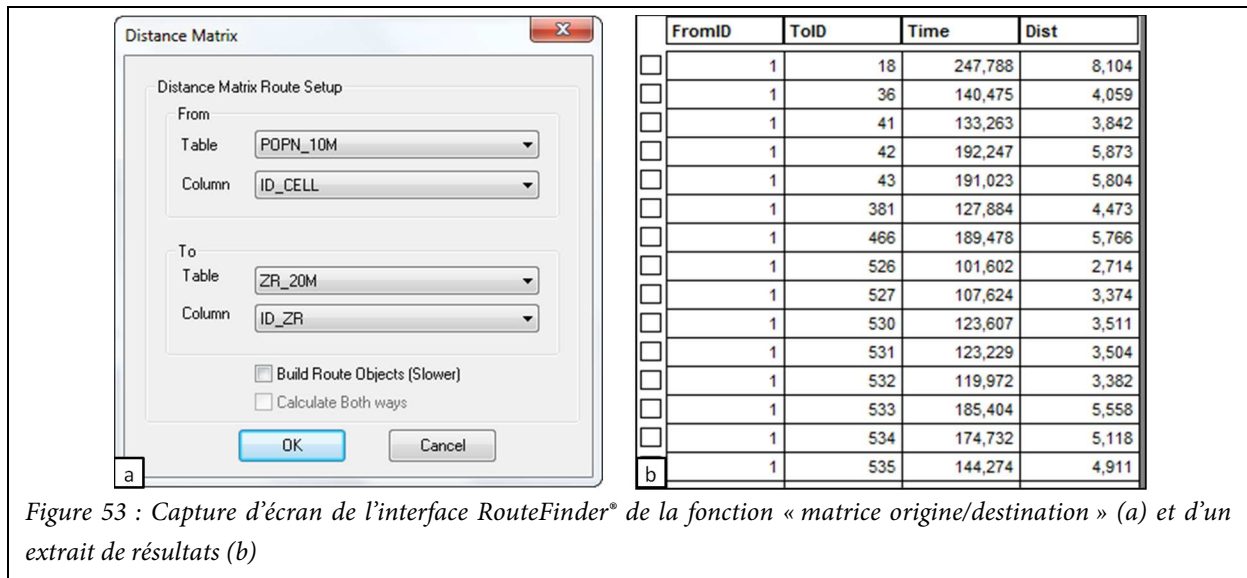 Distance Matrix
Distance Matrix Route Setup
From
Table POPN_10M
Column ID_CELL
To
Table ZR_20M
Column ID_ZR
Build Route Objects (Slower)
Calculate Both ways
OK Cancel
a
FromID ToID Time Dist
1 18 247,788 8,104
1 36 140,475 4,059
1 41 133,263 3,842
1 42 192,247 5,873
1 43 191,023 5,804
1 381 127,884 4,473
1 466 189,478 5,766
1 526 101,602 2,714
1 527 107,624 3,374
1 530 123,607 3,511
1 531 123,229 3,504
1 532 119,972 3,382
1 533 185,404 5,558
1 534 174,732 5,118
1 535 144,274 4,911
b
Figure 53 : Capture d’écran de l’interface RouteFinder® de la fonction « matrice origine/destination » (a) et d’un
extrait de résultats (b)